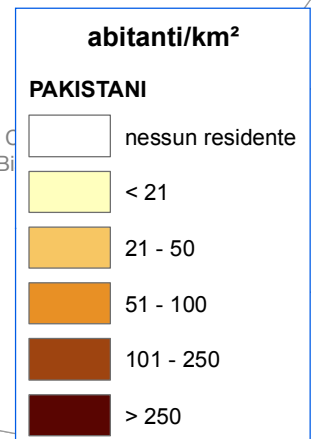 abitanti/km²
PAKISTANI
nessun residente
< 21
21 - 50
51 - 100
101 - 250
> 250